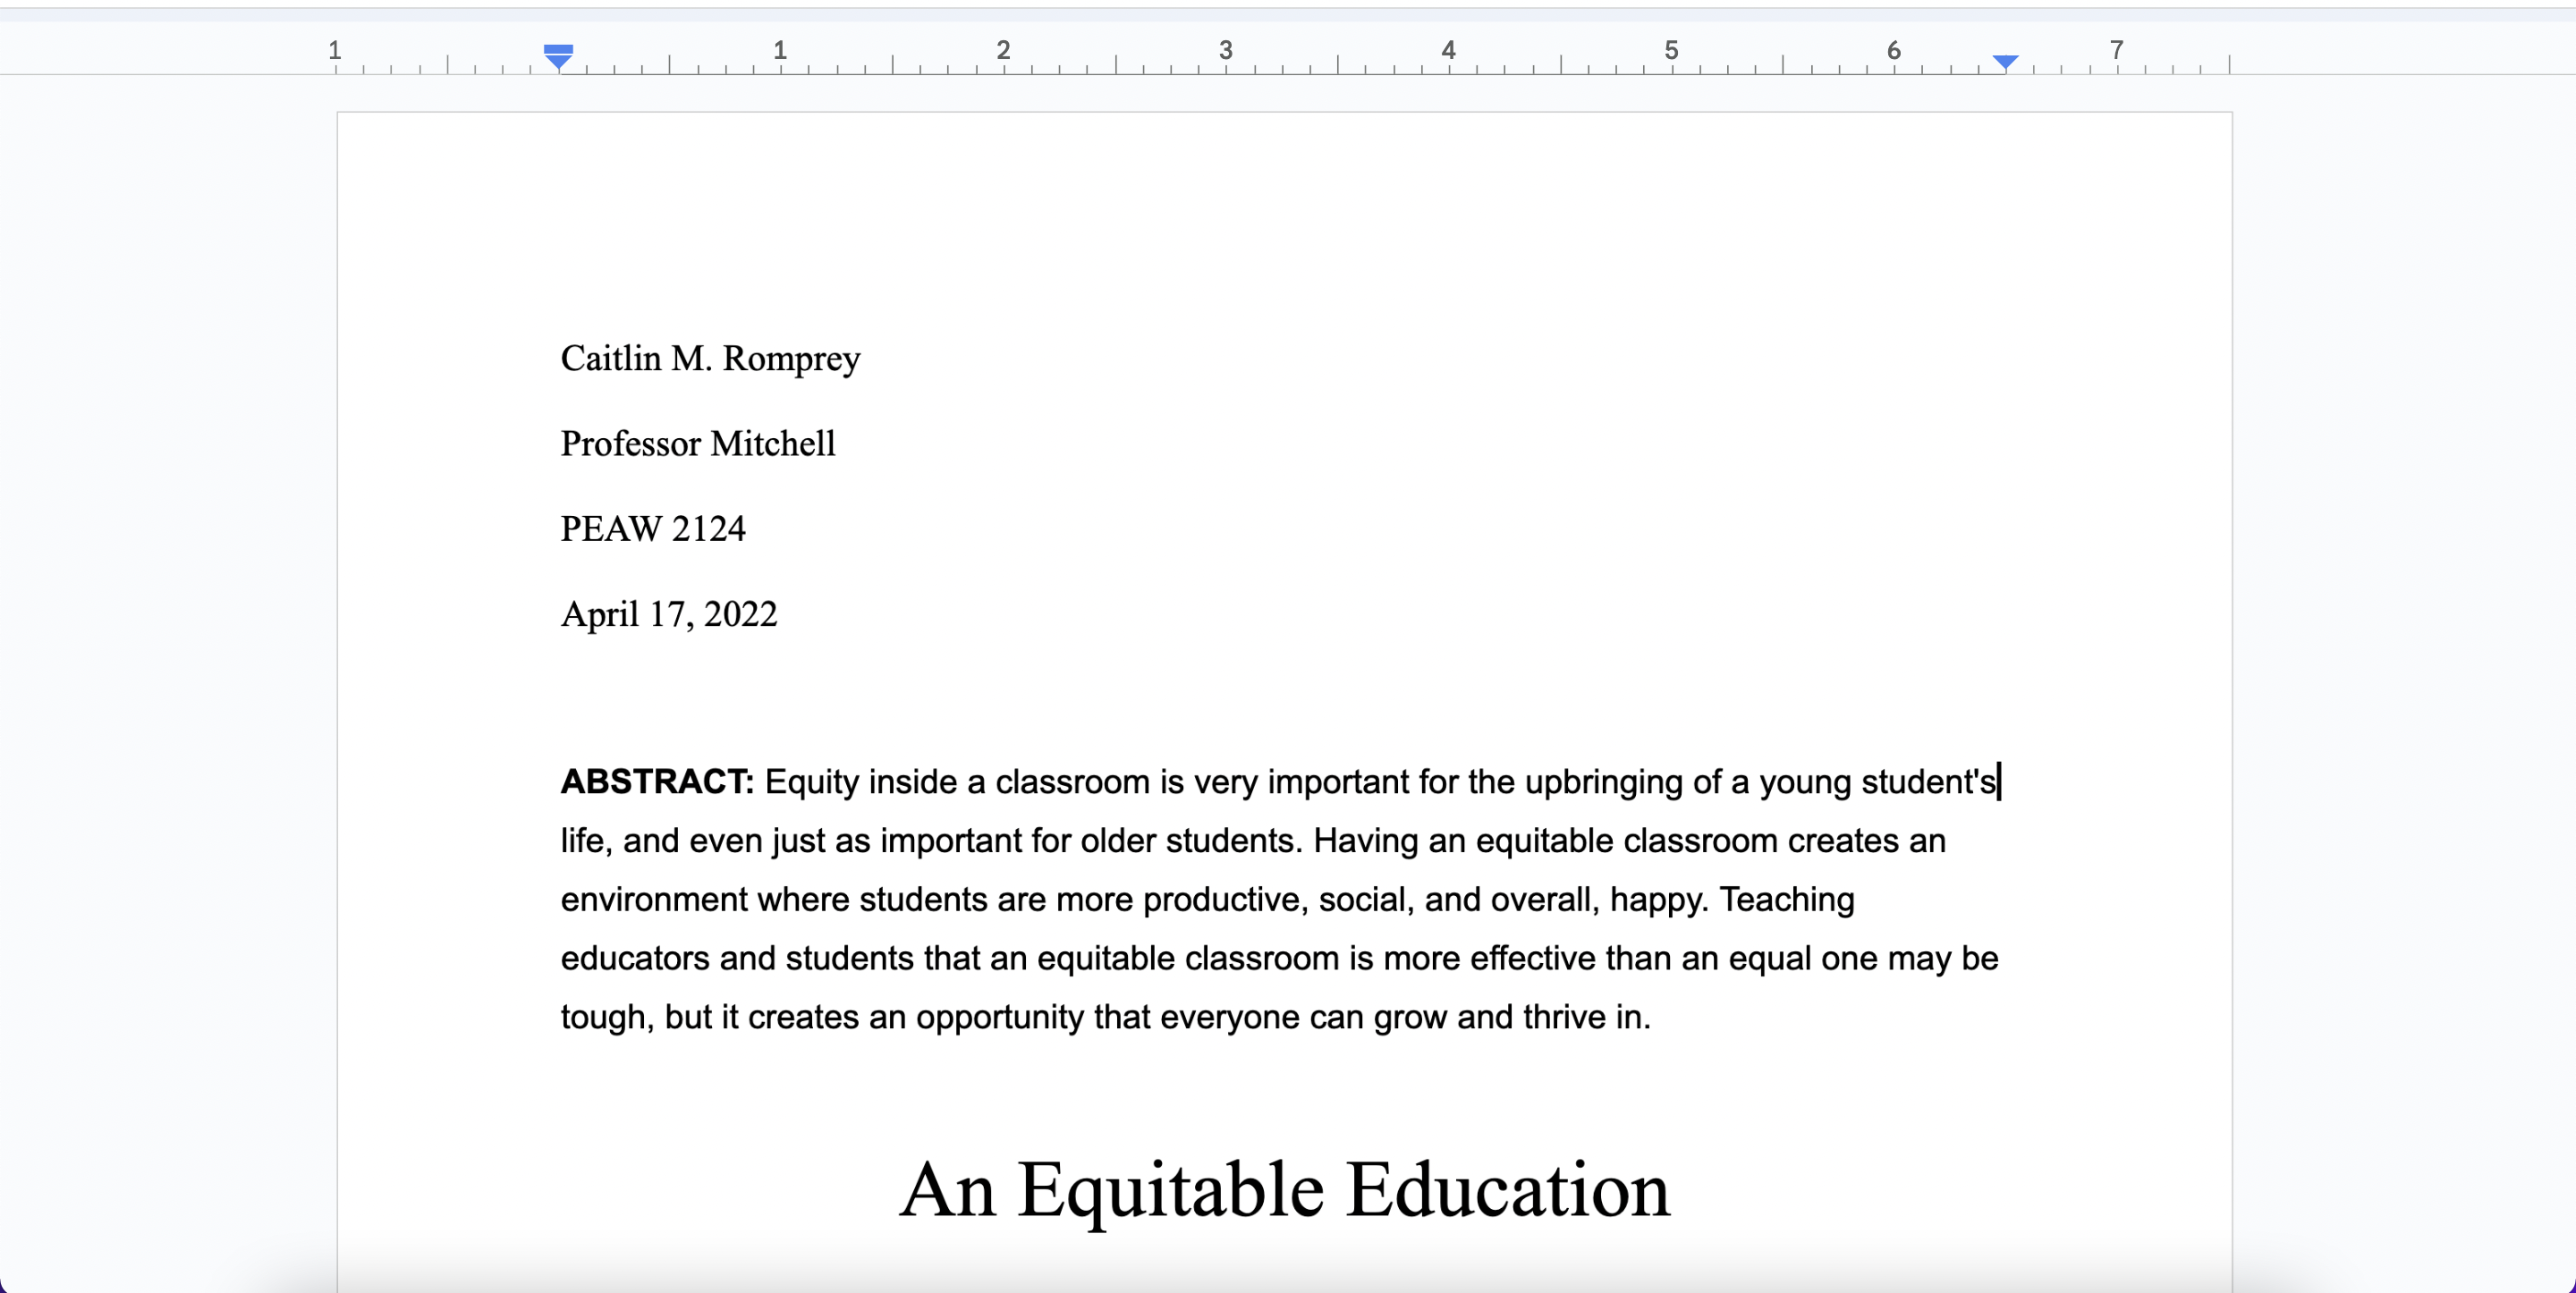 1 1 2 3 4 5 6 7
Caitlin M. Romprey
Professor Mitchell
PEAW 2124
April 17, 2022
ABSTRACT: Equity inside a classroom is very important for the upbringing of a young student's
life, and even just as important for older students. Having an equitable classroom creates an
environment where students are more productive, social, and overall, happy. Teaching
educators and students that an equitable classroom is more effective than an equal one may be
tough, but it creates an opportunity that everyone can grow and thrive in.
An Equitable Education